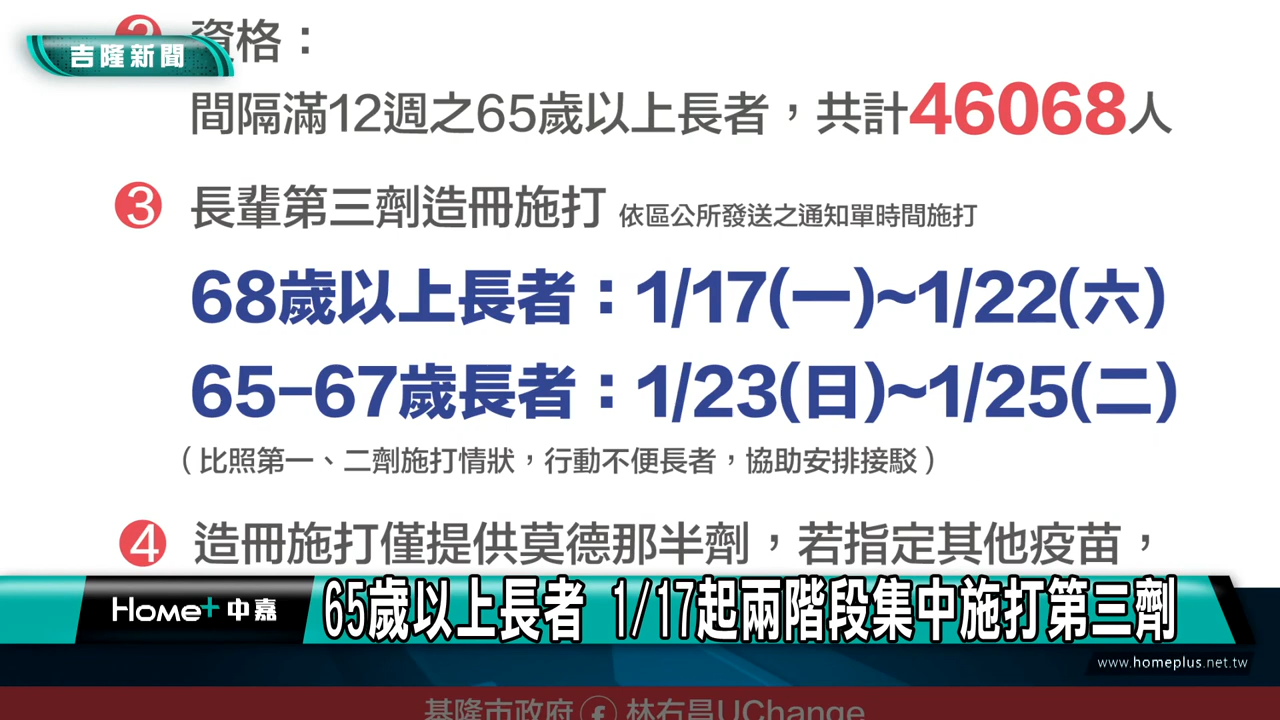 吉隆新聞
2 資格：
間隔滿12週之65歲以上長者，共計46068人
3 長輩第三劑造冊施打 依區公所發送之通知單時間施打
68歲以上長者：1/17(一)~1/22(六)
65-67歲長者：1/23(日)~1/25(二)
（比照第一、二劑施打情狀，行動不便長者，協助安排接駁）
4 造冊施打僅提供莫德那半劑，若指定其他疫苗，
Home+中嘉
65歲以上長者 1/17起兩階段集中施打第三劑
www.homeplus.net.tw
基隆市政府 f 林右昌UChange